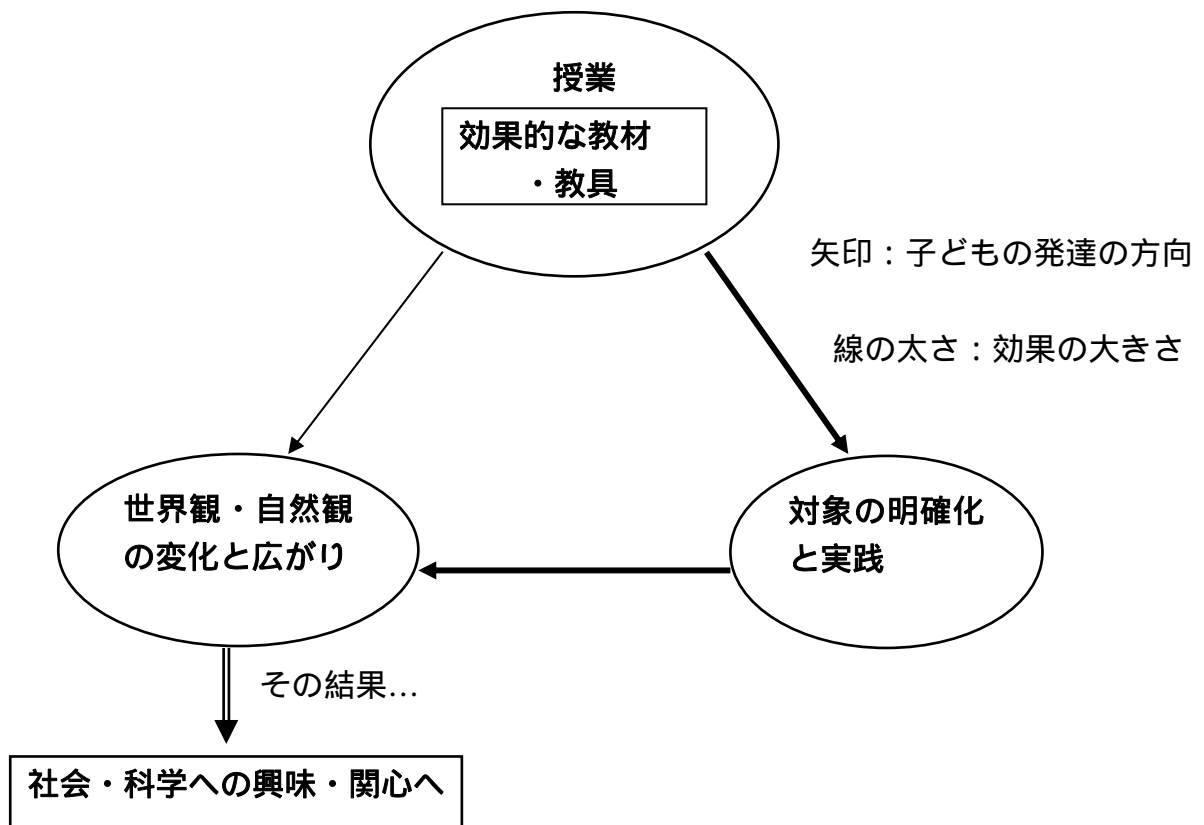 授業
効果的な教材
・教具
矢印：子どもの発達の方向
線の太さ：効果の大きさ
世界観・自然観
の変化と広がり
対象の明確化
と実践
その結果…
社会・科学への興味・関心へ